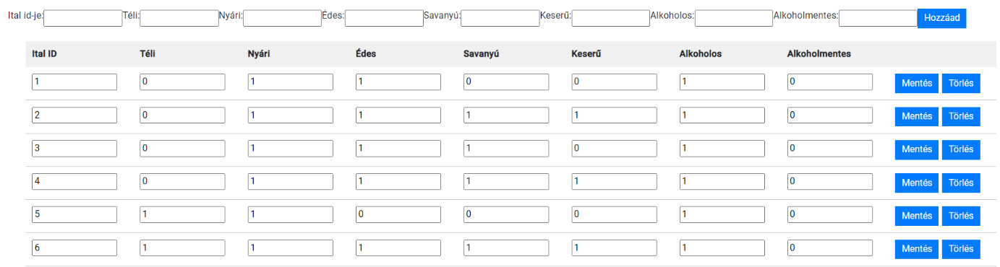 Ital id-je: Téli: Nyári: Édes: Savanyú: Keserű: Alkoholos: Alkoholmentes: Hozzáad
Ital ID Téli Nyári Édes Savanyú Keserű Alkoholos Alkoholmentes
1 0 1 1 0 0 1 0 Mentés Törlés
2 0 1 1 1 1 1 0 Mentés Törlés
3 0 1 1 1 0 1 0 Mentés Törlés
4 0 1 1 1 1 1 0 Mentés Törlés
5 1 1 0 0 0 1 0 Mentés Törlés
6 1 1 1 1 1 1 0 Mentés Törlés